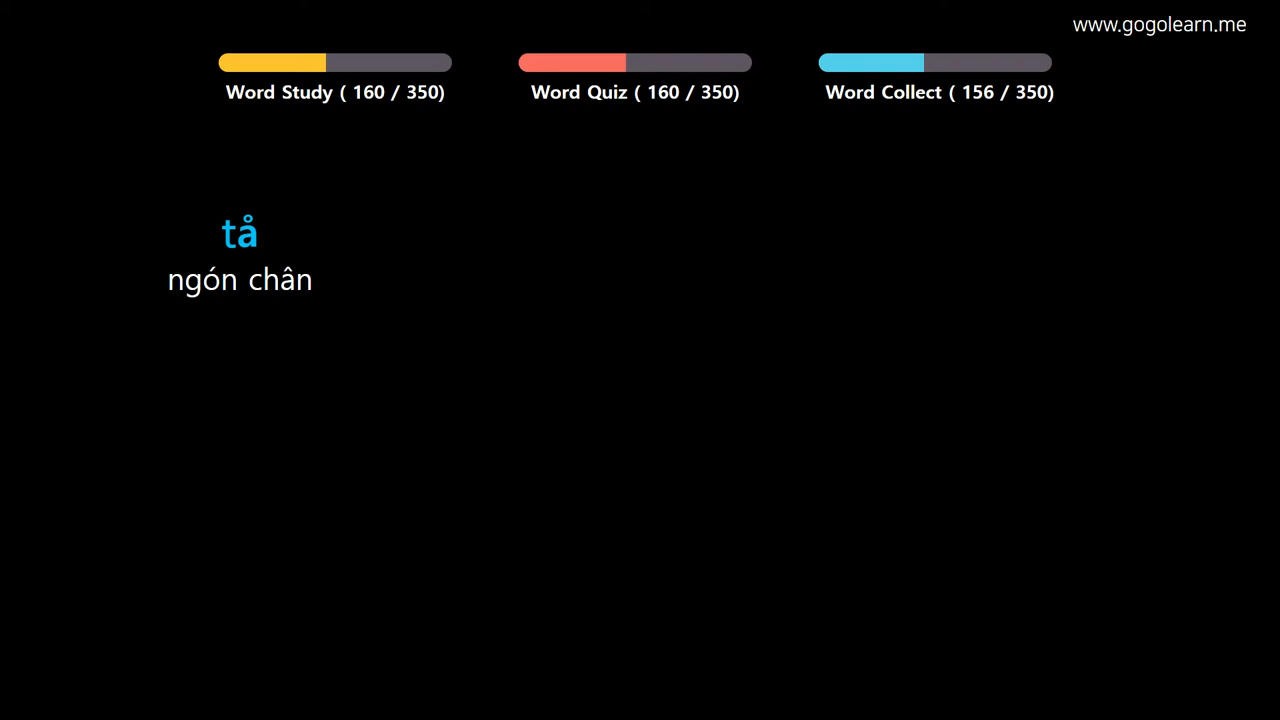 www.gogolearn.me
Word Study ( 160 / 350)
Word Quiz ( 160 / 350)
Word Collect ( 156 / 350)
tå
ngón chân